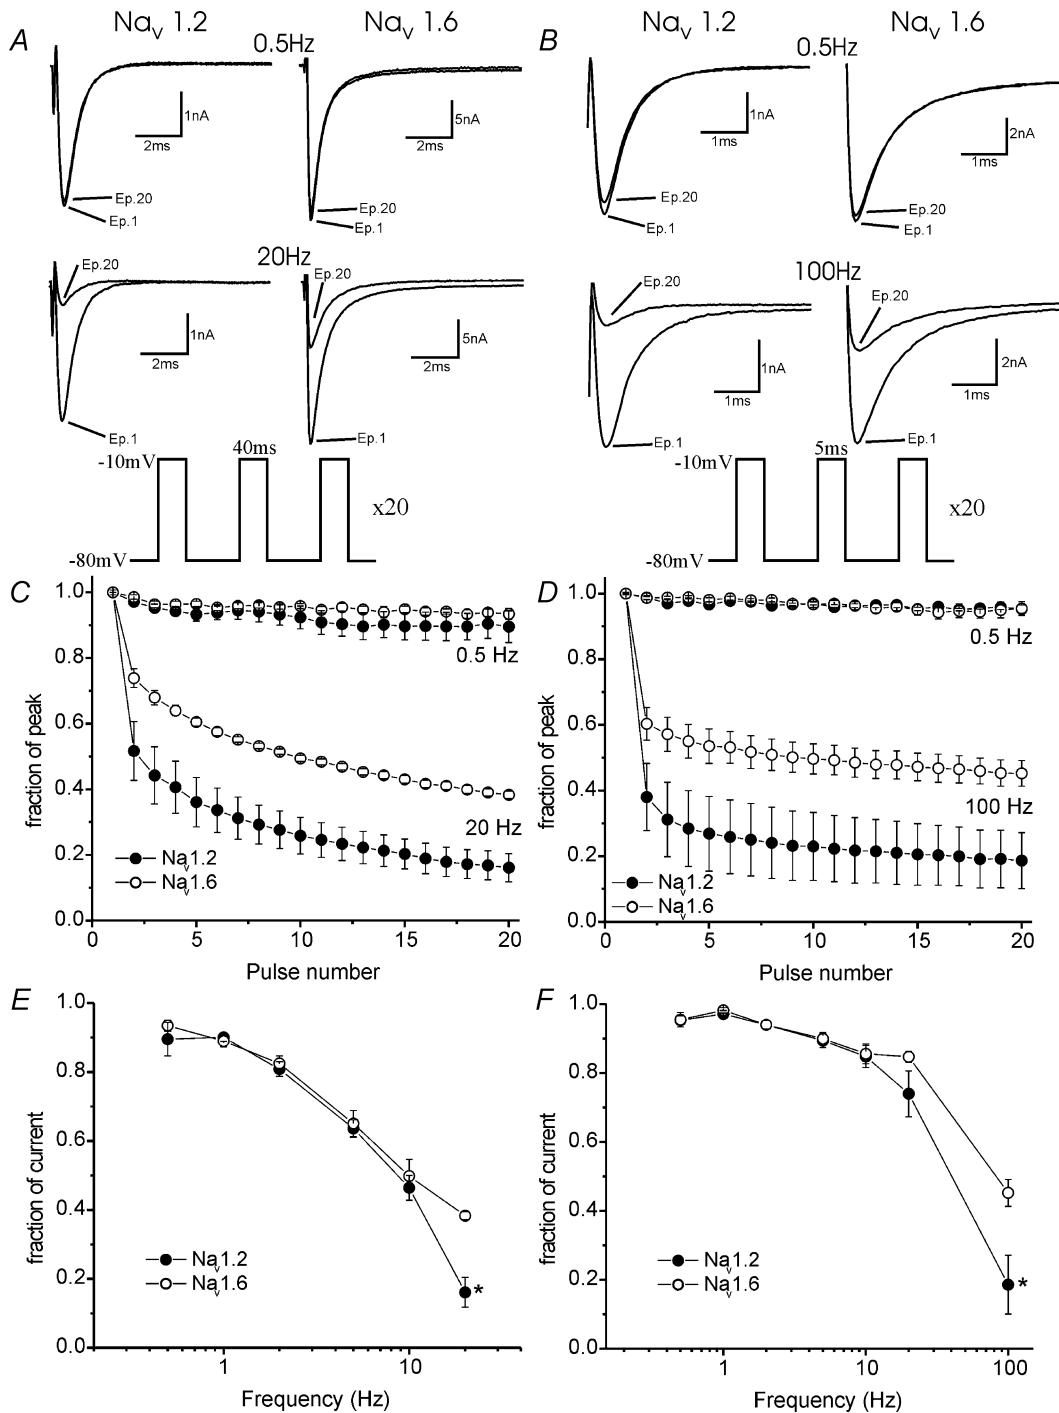 A Nav 1.2 Nav 1.6
0.5Hz
1nA
2ms
5nA
2ms
Ep.20
Ep.1
Ep.20
Ep.1
20Hz
Ep.20
Ep.20
1nA
2ms
5nA
2ms
Ep.1
Ep.1
-10mV
40ms
x20
-80mV
B Nav 1.2 Nav 1.6
0.5Hz
1nA
1ms
2nA
1ms
Ep.20
Ep.1
Ep.20
Ep.1
100Hz
Ep.20
Ep.20
1nA
1ms
2nA
1ms
Ep.1
Ep.1
-10mV
5ms
x20
-80mV
C
1.0
0.8
0.6
0.4
0.2
0.0
fraction of peak
0.5 Hz
20 Hz
Nav1.2
Nav1.6
0 5 10 15 20
Pulse number
D
1.0
0.8
0.6
0.4
0.2
0.0
fraction of peak
0.5 Hz
100 Hz
Nav1.2
Nav1.6
0 5 10 15 20
Pulse number
E
1.0
0.8
0.6
0.4
0.2
0.0
fraction of current
Nav1.2
Nav1.6
*
1 10
Frequency (Hz)
F
1.0
0.8
0.6
0.4
0.2
0.0
fraction of current
Nav1.2
Nav1.6
*
1 10 100
Frequency (Hz)